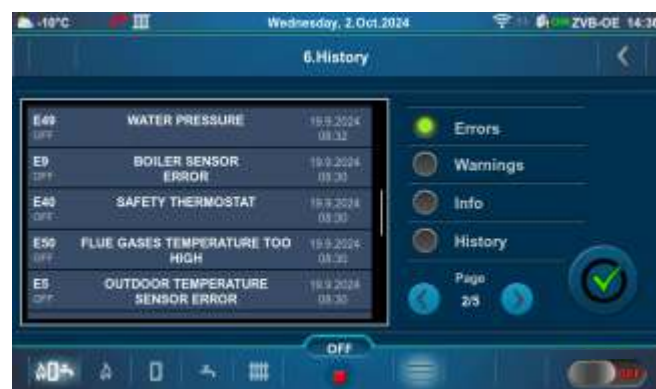 -10°C
Wednesday, 2.Oct.2024
ZVB-OE 14:36
6.History
E49 WATER PRESSURE 19.9.2024
OFF 08:32
E9 BOILER SENSOR 19.9.2024
OFF ERROR 08:30
E40 SAFETY THERMOSTAT 19.9.2024
OFF 08:30
E50 FLUE GASES TEMPERATURE TOO 19.9.2024
OFF HIGH
E5 OUTDOOR TEMPERATURE 19.9.2024
OFF SENSOR ERROR 08:30
Errors
Warnings
Info
History
Page
2/5
OFF
OFF